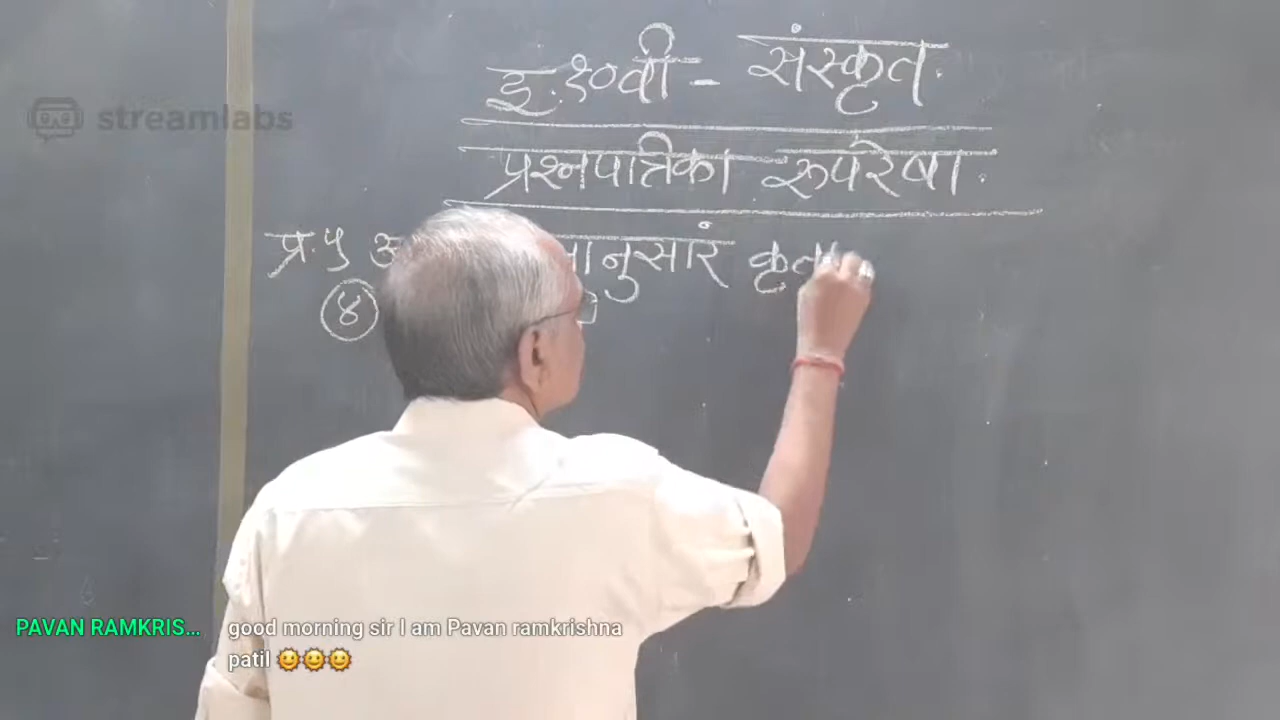 streamlabs
इ.१०वी - संस्कृत.
प्रश्नपत्रिका रूपरेषा.
प्र.५ अ नुसारं कृत
४
PAVAN RAMKRIS... good morning sir I am Pavan ramkrishna
patil 🙂🙂🙂